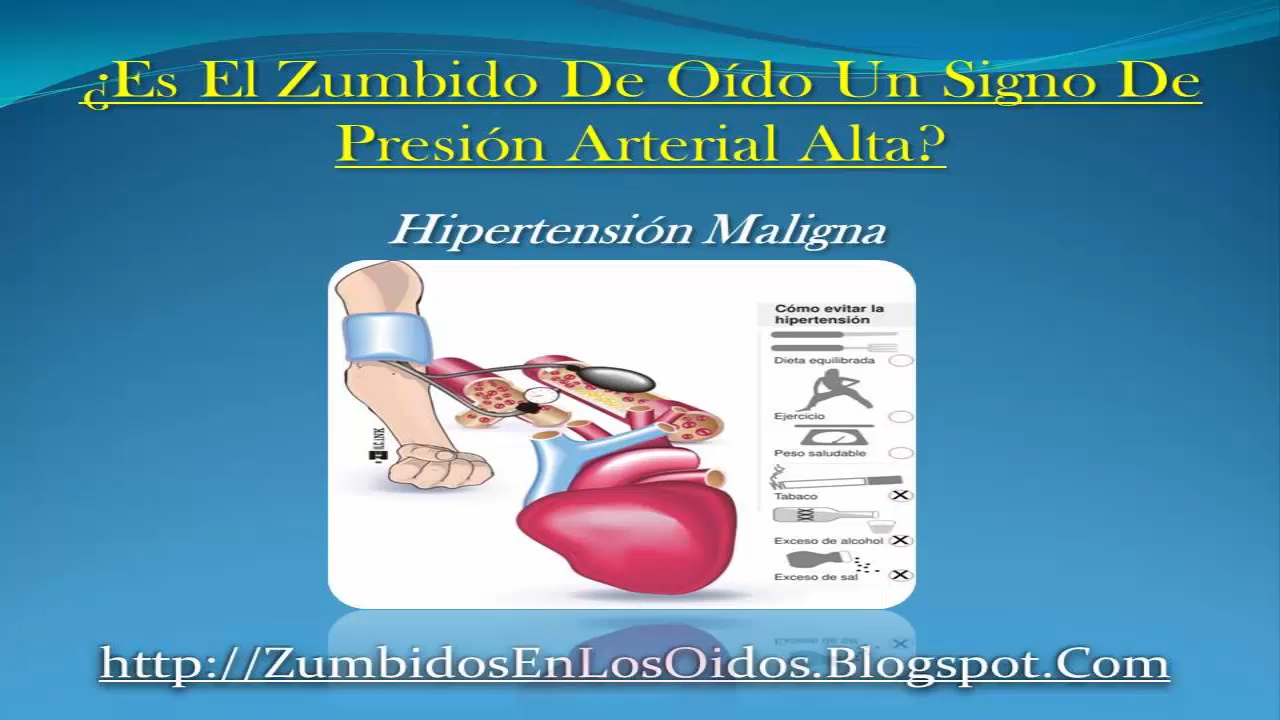 ¿Es El Zumbido De Oído Un Signo De
Presión Arterial Alta?
Hipertensión Maligna
Cómo evitar la
hipertensión
Dieta equilibrada
Ejercicio
Peso saludable
Tabaco
Exceso de alcohol
Exceso de sal
http://ZumbidosEnLosOidos.Blogspot.Com